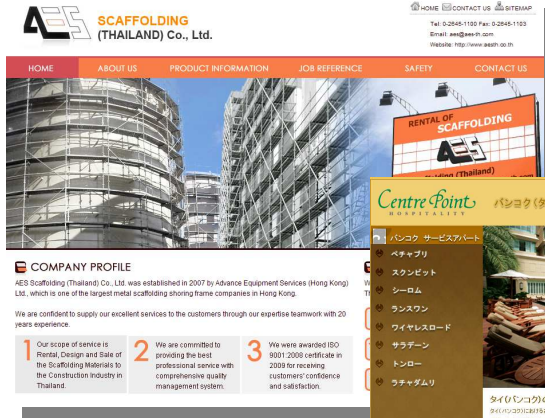 AES
SCAFFOLDING
(THAILAND) Co., Ltd.
HOME CONTACT US SITEMAP
Tel: 0-2645-1100 Fax: 0-2645-1103
Email: aes@aes-th.com
Website: http://www.aesth.co.th
HOME ABOUT US PRODUCT INFORMATION JOB REFERENCE SAFETY CONTACT US
RENTAL OF
SCAFFOLDING
AES
(Thailand)
Centre Point
HOSPITALITY
バンコク サービスアパート
ペチャブリ
スクンビット
シーロム
ランスワン
ワイヤレスロード
サラデーン
トンロー
ラチャダムリ
タイ(バンコク)の
COMPANY PROFILE
AES Scaffolding (Thailand) Co., Ltd. was established in 2007 by Advance Equipment Services (Hong Kong)
Ltd., which is one of the largest metal scaffolding shoring frame companies in Hong Kong.
We are confident to supply our excellent services to the customers through our expertise teamwork with 20
years experience.
1 Our scope of service is
Rental, Design and Sale of
the Scaffolding Materials to
the Construction Industry in
Thailand.
2 We are committed to
providing the best
professional service with
comprehensive quality
management system.
3 We were awarded ISO
9001:2008 certificate in
2009 for receiving
customers' confidence
and satisfaction.